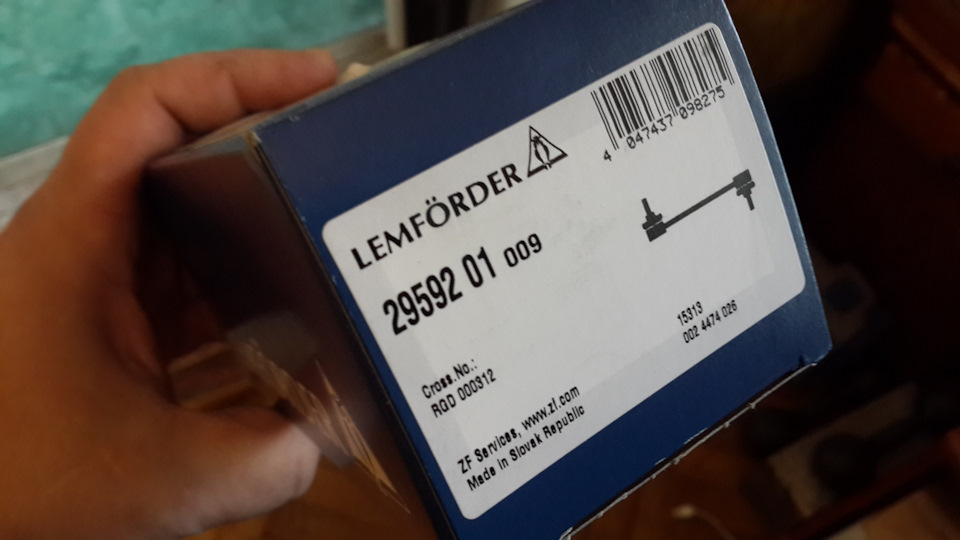 4 047437 098275
LEMFÖRDER
29592 01 009
15313
002 4474 026
Cross.No.:
RGD 000312
ZF Services, www.zf.com
Made in Slovak Republic